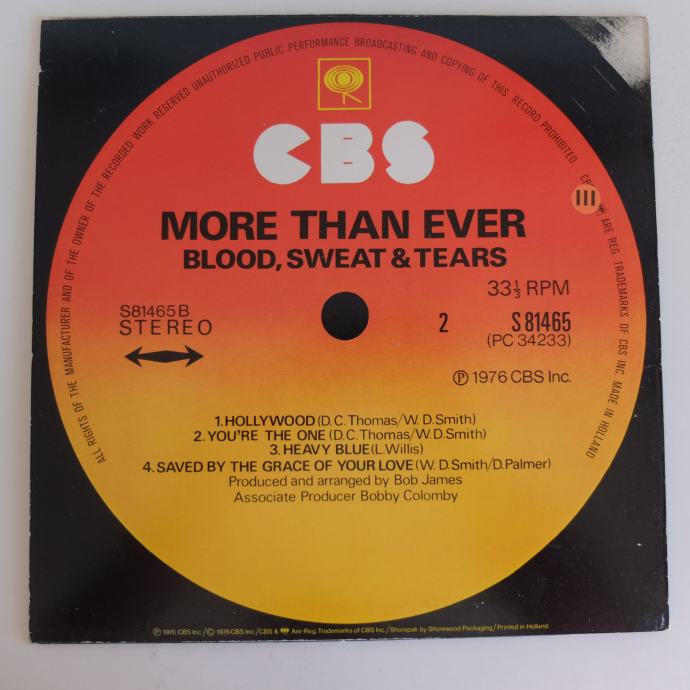 ALL RIGHTS OF THE MANUFACTURER AND OF THE OWNER OF THE RECORDED WORK RESERVED UNAUTHORIZED PUBLIC PERFORMANCE BROADCASTING AND COPYING OF THIS RECORD PROHIBITED. ARE REG. TRADEMARKS OF CBS INC. MADE IN HOLLAND
CBS
III
MORE THAN EVER
BLOOD, SWEAT & TEARS
33⅓ RPM
S81465B
STEREO
2
S 81465
(PC 34233)
Ⓟ 1976 CBS Inc.
1. HOLLYWOOD (D.C. Thomas/W.D. Smith)
2. YOU'RE THE ONE (D.C. Thomas/W.D. Smith)
3. HEAVY BLUE (L. Willis)
4. SAVED BY THE GRACE OF YOUR LOVE (W. D. Smith/D. Palmer)
Produced and arranged by Bob James
Associate Producer Bobby Colomby
Ⓟ 1976 CBS Inc./Ⓒ 1976 CBS Inc./CBS & Are Reg. Trademarks of CBS Inc./Shorepak by Shorewood Packaging/Printed in Holland